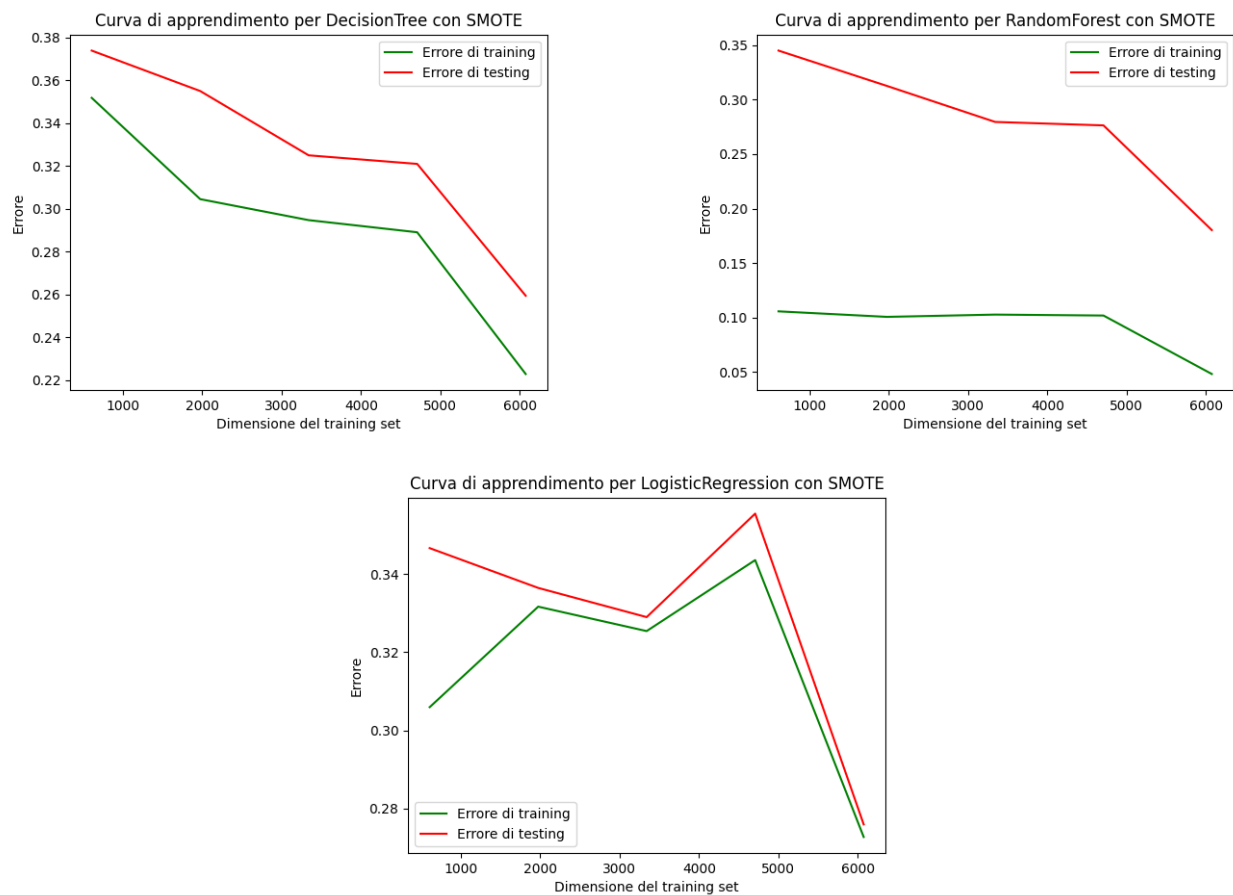 Curva di apprendimento per DecisionTree con SMOTE
Errore di training
Errore di testing
0.38
0.36
0.34
0.32
0.30
0.28
0.26
0.24
0.22
Errore
1000 2000 3000 4000 5000 6000
Dimensione del training set
Curva di apprendimento per RandomForest con SMOTE
Errore di training
Errore di testing
0.35
0.30
0.25
0.20
0.15
0.10
0.05
Errore
1000 2000 3000 4000 5000 6000
Dimensione del training set
Curva di apprendimento per LogisticRegression con SMOTE
0.34
0.32
0.30
0.28
Errore
Errore di training
Errore di testing
1000 2000 3000 4000 5000 6000
Dimensione del training set